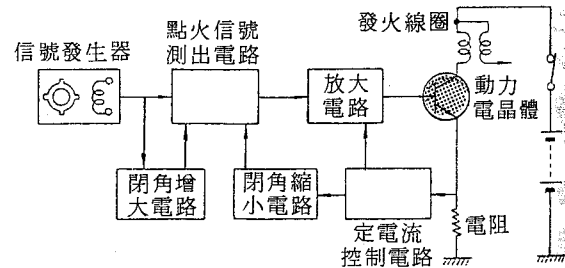 發火線圈
點火信號
測出電路
信號發生器
放大
電路
動力
電晶體
閉角增
大電路
閉角縮
小電路
定電流
控制電路
電阻